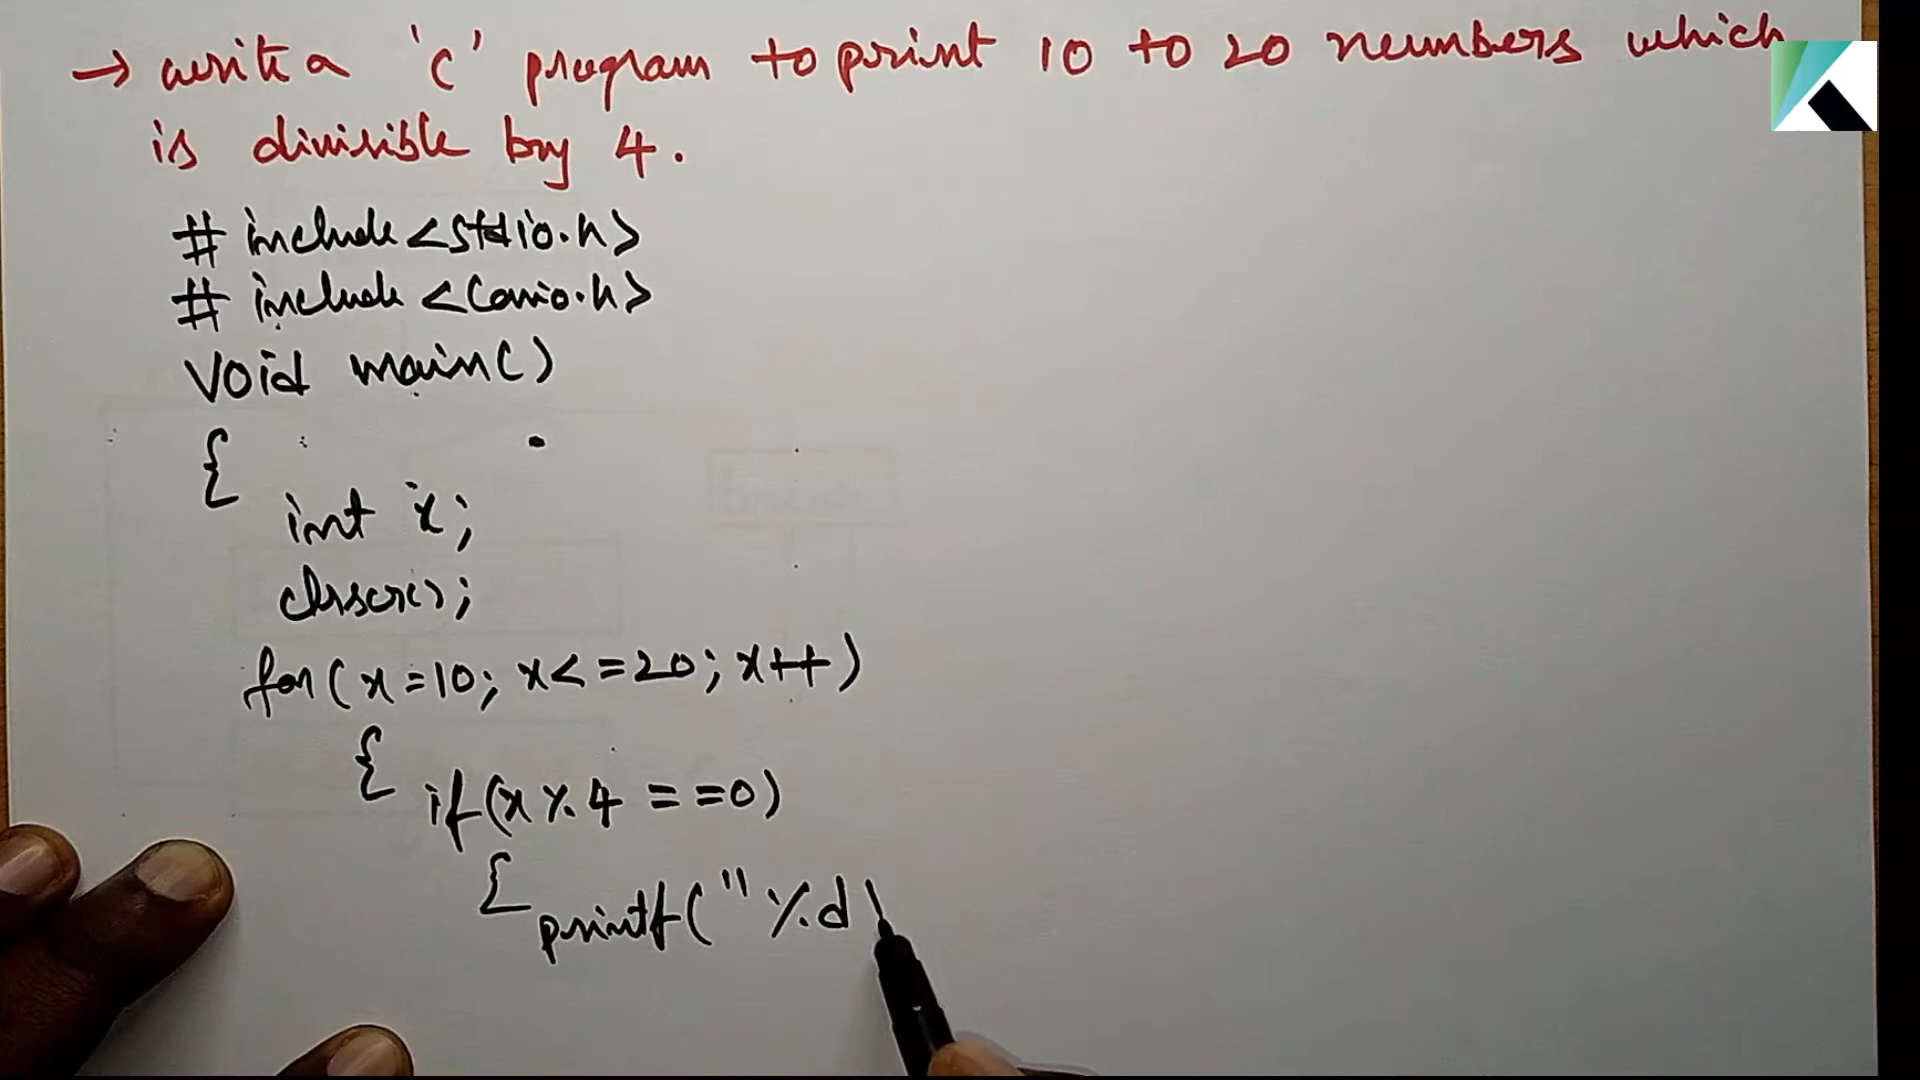 → write a 'c' program to print 10 to 20 numbers which
is divisible by 4.
# include <stdio.h>
# include <conio.h>
void main()
{
int x;
clrscr();
for(x=10; x<=20; x++)
{
if(x%4 ==0)
{
printf("%d\